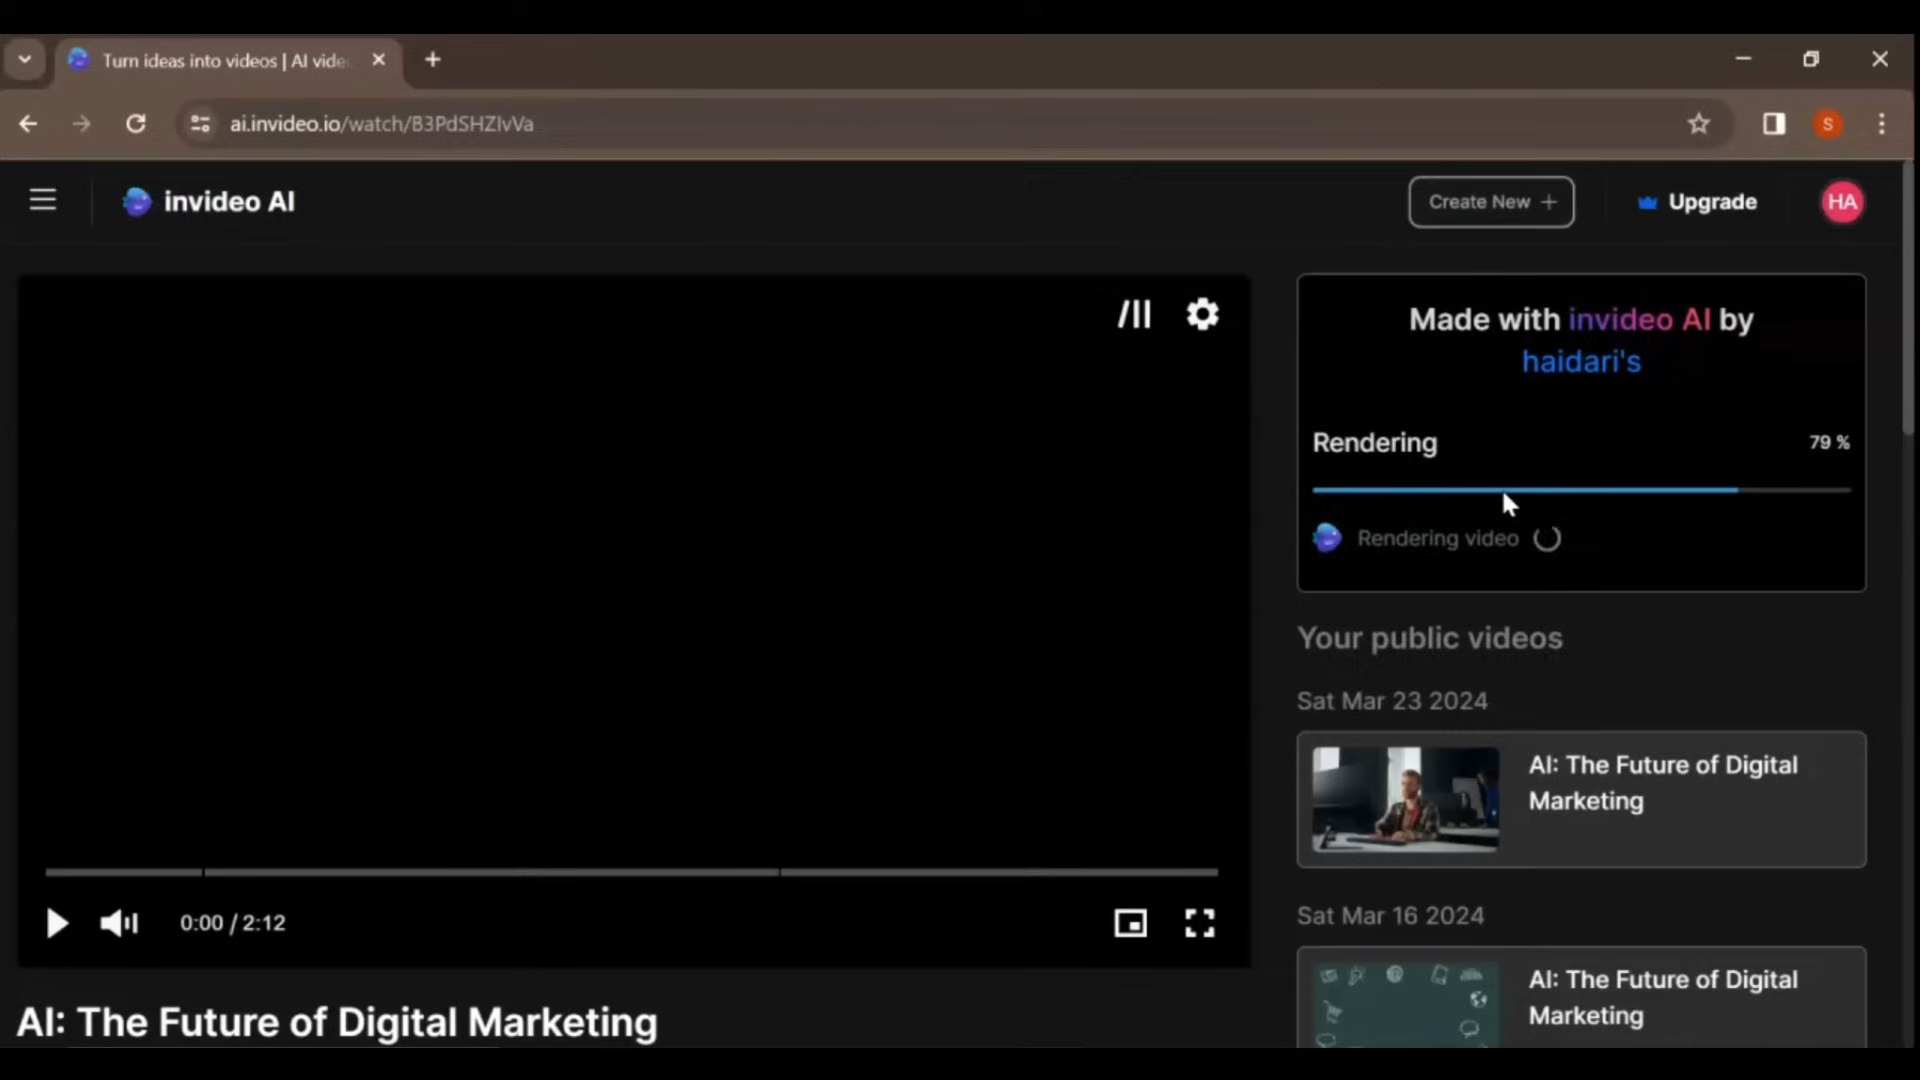 Turn ideas into videos | AI vide
ai.invideo.io/watch/B3PdSHZIvVa
S
invideo AI
Create New +
Upgrade
HA
Made with invideo AI by
haidari's
Rendering
79 %
Rendering video
Your public videos
Sat Mar 23 2024
AI: The Future of Digital
Marketing
Sat Mar 16 2024
AI: The Future of Digital
Marketing
0:00 / 2:12
AI: The Future of Digital Marketing